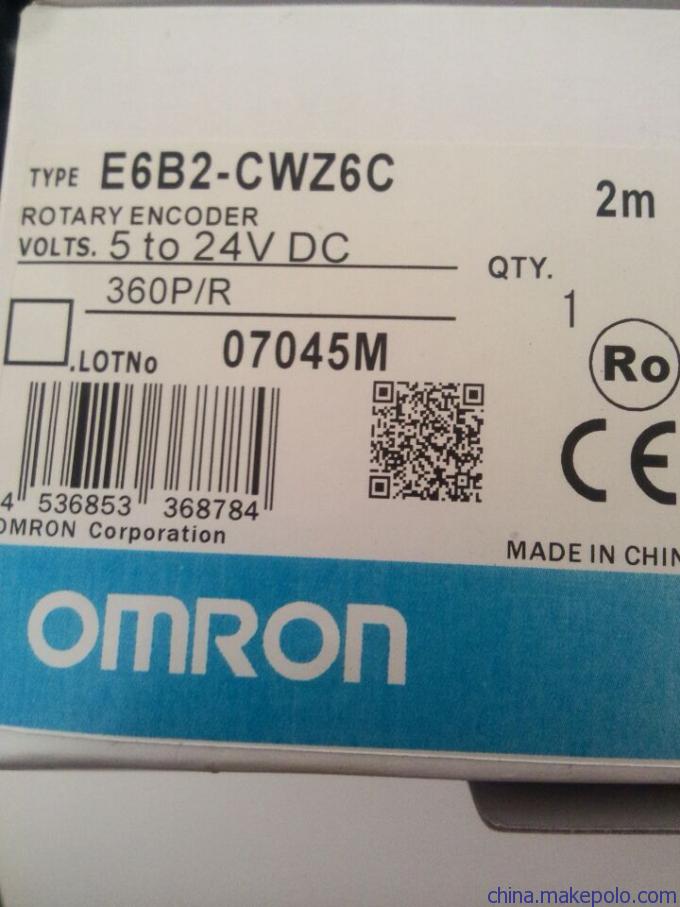 TYPE E6B2-CWZ6C 2m
ROTARY ENCODER
VOLTS. 5 to 24V DC
QTY.
360P/R
1
.LOTNo 07045M
Ro
CE
4 536853 368784
OMRON Corporation
MADE IN CHIN
OMRON
china.makepolo.com